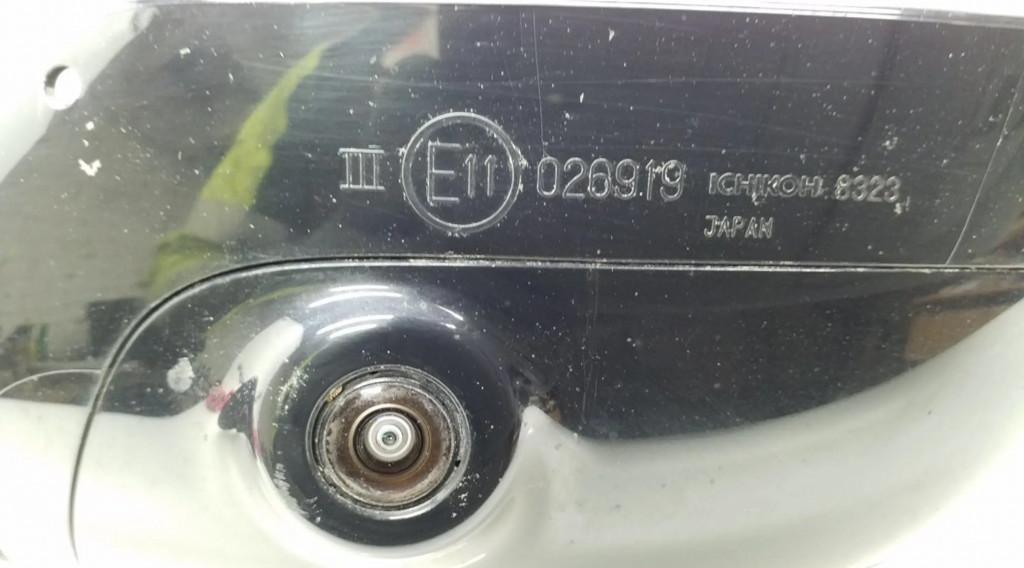 III E11 026919 ICHIKOH 8323
JAPAN